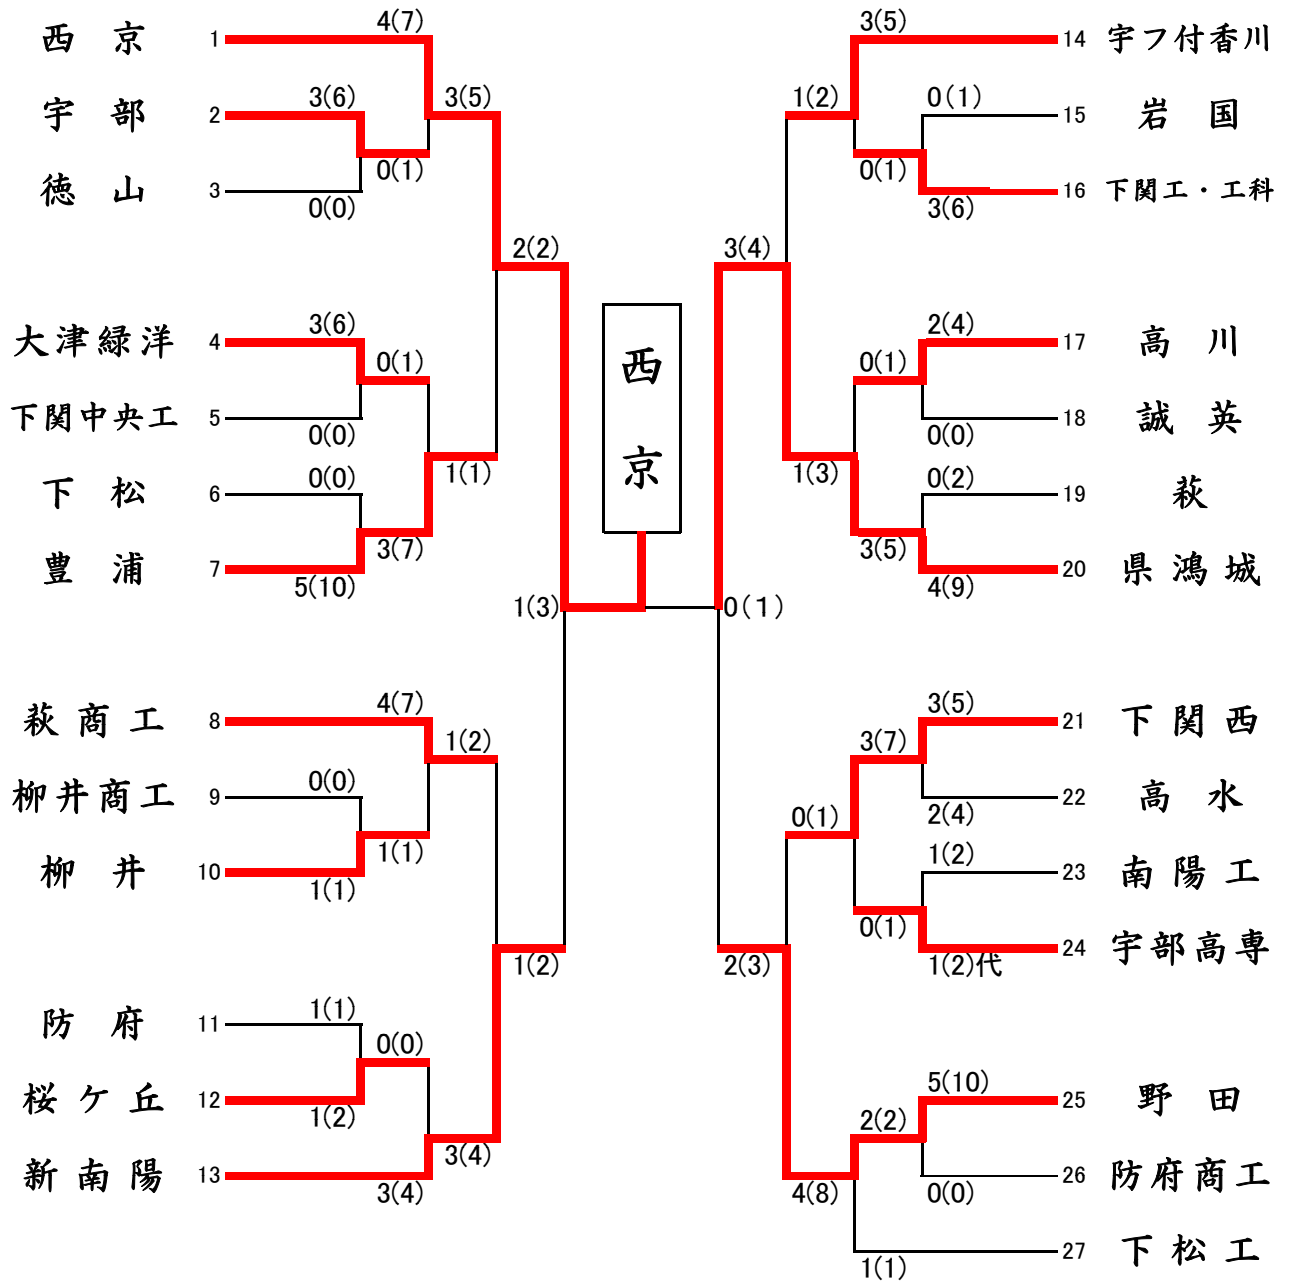 西京 1 4(7)
宇部 2 3(6) 3(5)
0(1)
徳山 3 0(0)
2(2)
大津緑洋 4 3(6)
0(1)
下関中央工 5 0(0)
1(1)
下松 6 0(0)
3(7)
豊浦 7 5(10)
1(3)
萩商工 8 4(7)
1(2)
柳井商工 9 0(0)
1(1)
柳井 10 1(1)
1(2)
防府 11 1(1)
0(0)
桜ケ丘 12 1(2)
3(4)
新南陽 13 3(4)
西京
3(5) 14 宇フ付香川
1(2) 0(1) 15 岩国
0(1)
3(6) 16 下関工・工科
3(4)
2(4) 17 高川
0(1)
0(0) 18 誠英
1(3)
0(2) 19 萩
3(5)
4(9) 20 県鴻城
0(1)
3(5) 21 下関西
3(7)
2(4) 22 高水
0(1)
1(2) 23 南陽工
0(1)
1(2)代 24 宇部高専
2(3)
5(10) 25 野田
2(2)
0(0) 26 防府商工
4(8)
1(1) 27 下松工